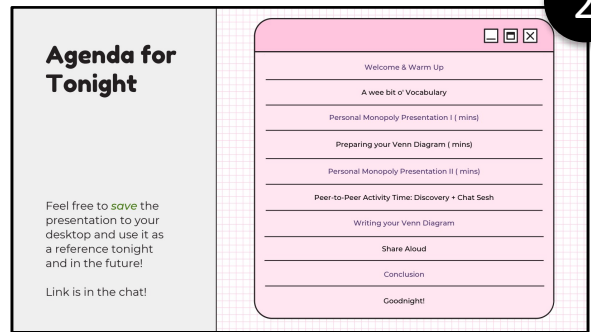 Agenda for
Tonight
Feel free to save the
presentation to your
desktop and use it as
a reference tonight
and in the future!
Link is in the chat!
Welcome & Warm Up
A wee bit o' Vocabulary
Personal Monopoly Presentation I ( mins)
Preparing your Venn Diagram ( mins)
Personal Monopoly Presentation II ( mins)
Peer-to-Peer Activity Time: Discovery + Chat Sesh
Writing your Venn Diagram
Share Aloud
Conclusion
Goodnight!
2